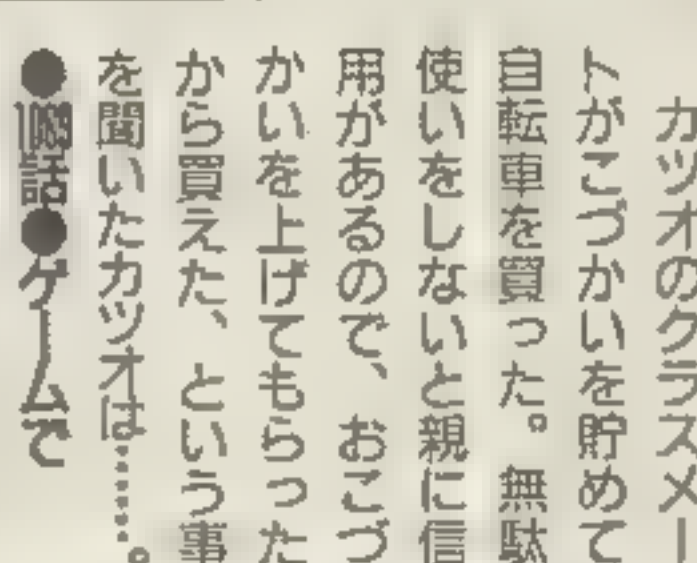 カツオのクラスメー
トがこづかいを貯めて
自転車を買った。無駄
使いをしないと親に信
用があるので、おこづ
かいを上げてもらった
から買えた、という事
を聞いたカツオは……。
●1083話●ゲームで